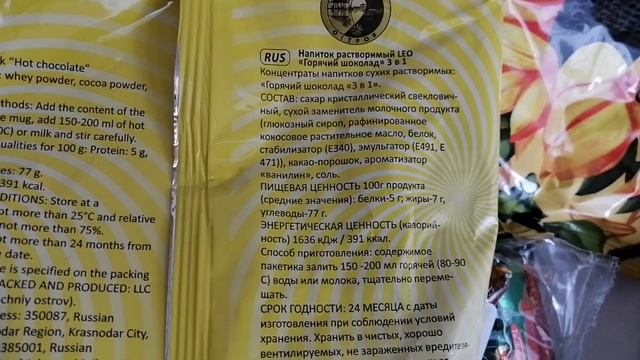 ОСТРОВ
k "Hot chocolate"
: whey powder, cocoa powder,
thods: Add the content of the
e mug, add 150-200 ml of hot
0C) or milk and stir carefully.
ualities for 100 g: Protein: 5 g,
es: 77 g.
391 kcal.
DITIONS: Store at a
ot more than 25°C and relative
not more than 75%.
ot more than 24 months from
e date.
e is specified on the packing
ACKED AND PRODUCED: LLC
echniy ostrov).
ess: 350087, Russian
odar Region, Krasnodar City,
5, Russian
RUS Напиток растворимый LEO
«Горячий шоколад» 3 в 1
Концентраты напитков сухих растворимых:
«Горячий шоколад «3 в 1».
СОСТАВ: сахар кристаллический свеклович-
ный, сухой заменитель молочного продукта
(глюкозный сироп, рафинированное
кокосовое растительное масло, белок,
стабилизатор (Е340), эмульгатор (Е491, Е
471)), какао-порошок, ароматизатор
«ванилин», соль.
ПИЩЕВАЯ ЦЕННОСТЬ 100г продукта
(средние значения): белки-5 г; жиры-7 г,
углеводы-77 г.
ЭНЕРГЕТИЧЕСКАЯ ЦЕННОСТЬ (калорий-
ность) 1636 кДж / 391 ккал.
Способ приготовления: содержимое
пакетика залить 150 -200 мл горячей (80-90
С) воды или молока, тщательно переме-
шать.
СРОК ГОДНОСТИ: 24 МЕСЯЦА с даты
изготовления при соблюдении условий
хранения. Хранить в чистых, хорошо
вентилируемых, не зараженных вредителя-